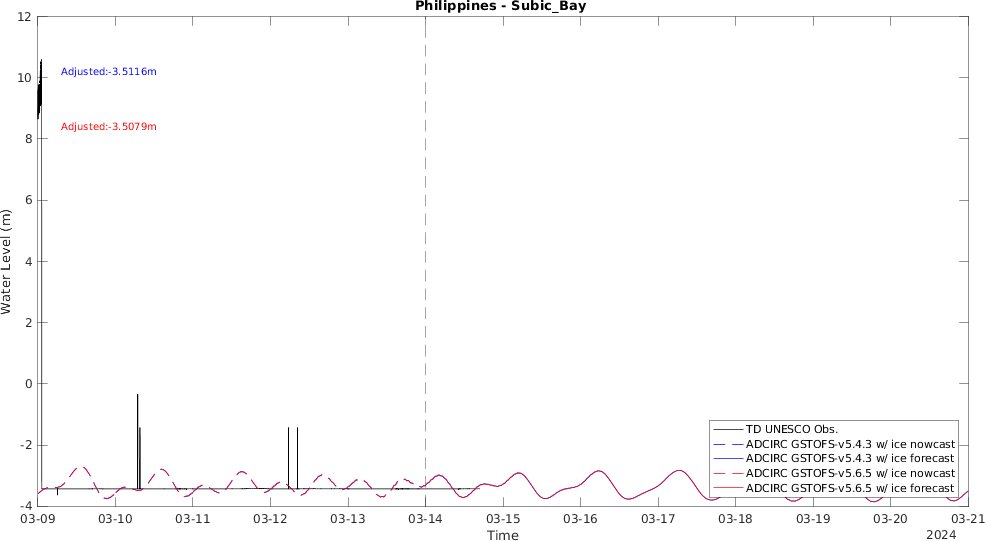 Philippines - Subic_Bay
12
10
8
6
4
2
0
-2
-4
Water Level (m)
Adjusted:-3.5116m
Adjusted:-3.5079m
TD UNESCO Obs.
ADCIRC GSTOFS-v5.4.3 w/ ice nowcast
ADCIRC GSTOFS-v5.4.3 w/ ice forecast
ADCIRC GSTOFS-v5.6.5 w/ ice nowcast
ADCIRC GSTOFS-v5.6.5 w/ ice forecast
03-09 03-10 03-11 03-12 03-13 03-14 03-15 03-16 03-17 03-18 03-19 03-20 03-21
Time
2024